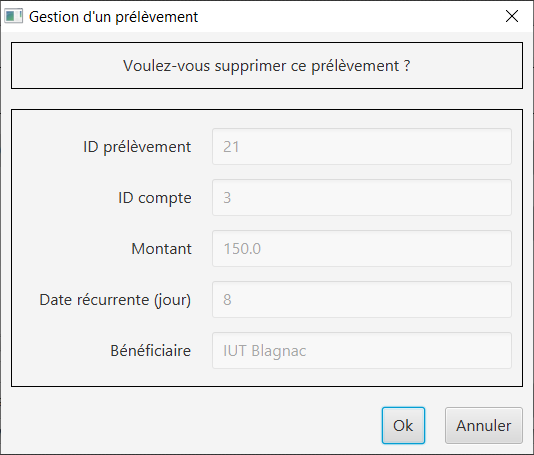 Gestion d'un prélèvement
Voulez-vous supprimer ce prélèvement ?
ID prélèvement 21
ID compte 3
Montant 150.0
Date récurrente (jour) 8
Bénéficiaire IUT Blagnac
Ok Annuler